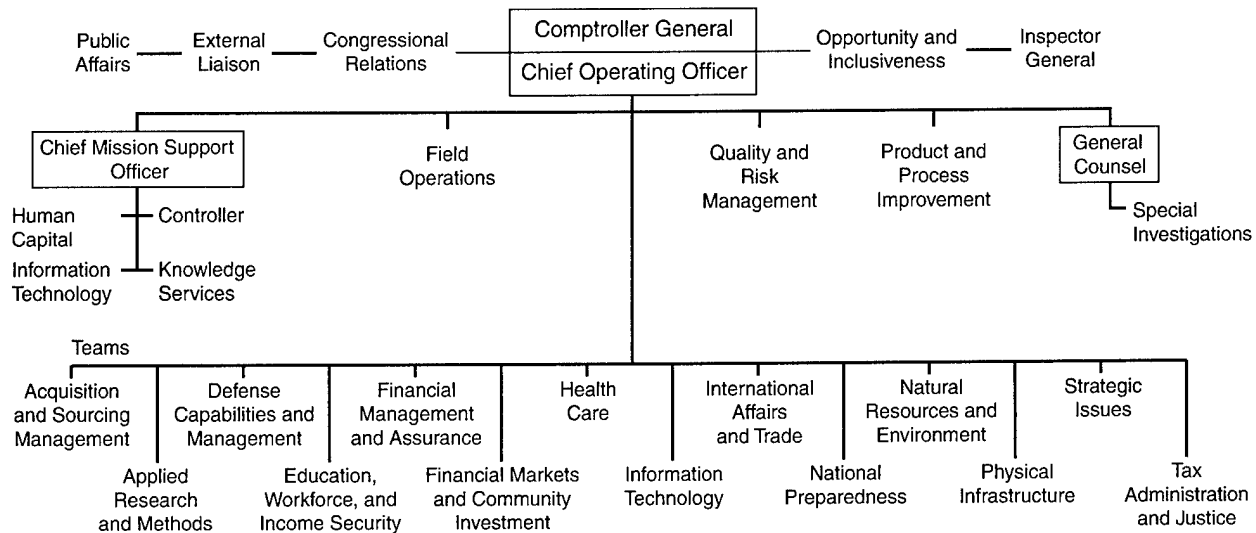 Public
Affairs
External
Liaison
Congressional
Relations
Comptroller General
Chief Operating Officer
Opportunity and
Inclusiveness
Inspector
General
Chief Mission Support
Officer
Field
Operations
Quality and
Risk
Management
Product and
Process
Improvement
General
Counsel
Human
Capital
Controller
Special
Investigations
Information
Technology
Knowledge
Services
Teams
Acquisition
and Sourcing
Management
Defense
Capabilities and
Management
Financial
Management
and Assurance
Health
Care
International
Affairs
and Trade
Natural
Resources and
Environment
Strategic
Issues
Applied
Research
and Methods
Education,
Workforce, and
Income Security
Financial Markets
and Community
Investment
Information
Technology
National
Preparedness
Physical
Infrastructure
Tax
Administration
and Justice